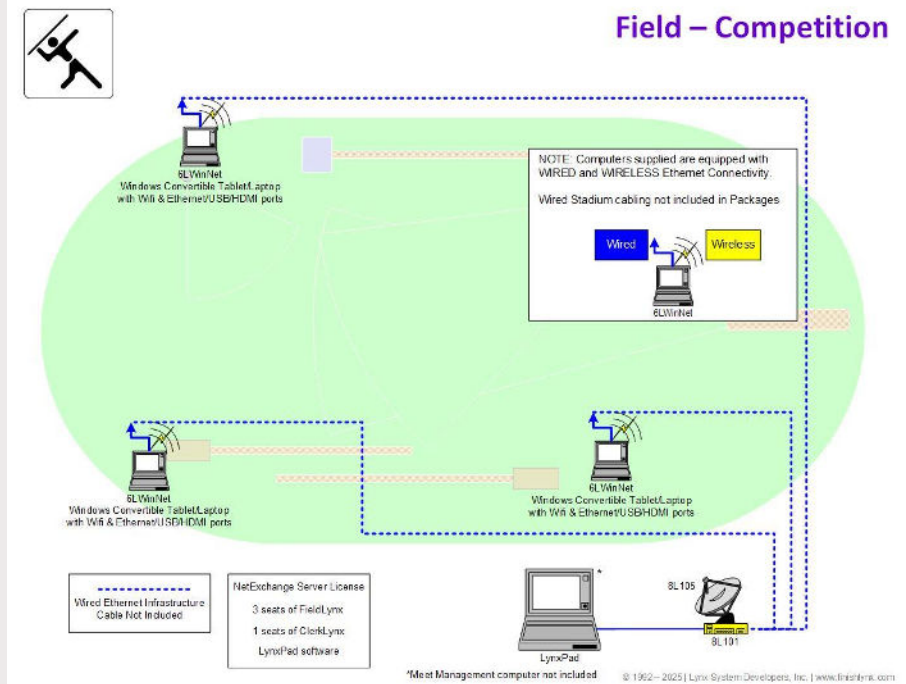 Field – Competition
6LWinNet
Windows Convertible Tablet/Laptop
with Wifi & Ethernet/USB/HDMI ports
NOTE: Computers supplied are equipped with
WIRED and WIRELESS Ethernet Connectivity.
Wired Stadium cabling not included in Packages
Wired
Wireless
6LWinNet
6LWinNet
Windows Convertible Tablet/Laptop
with Wifi & Ethernet/USB/HDMI ports
6LWinNet
Windows Convertible Tablet/Laptop
with Wifi & Ethernet/USB/HDMI ports
Wired Ethernet Infrastructure
Cable Not Included
NetExchange Server License
3 seats of FieldLynx
1 seats of ClerkLynx
LynxPad software
*
LynxPad
8L105
8L101
*Meet Management computer not included
© 1992 – 2025 | Lynx System Developers, Inc. | www.finishlynx.com